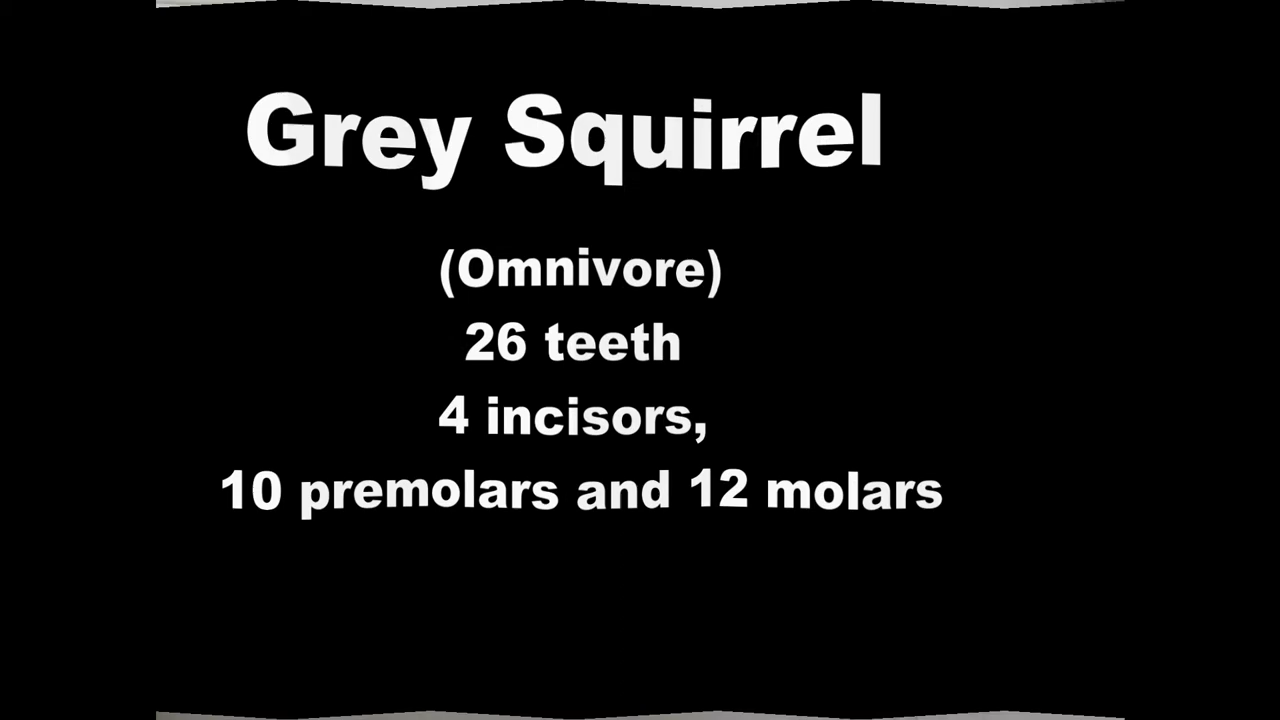 Grey Squirrel
(Omnivore)
26 teeth
4 incisors,
10 premolars and 12 molars